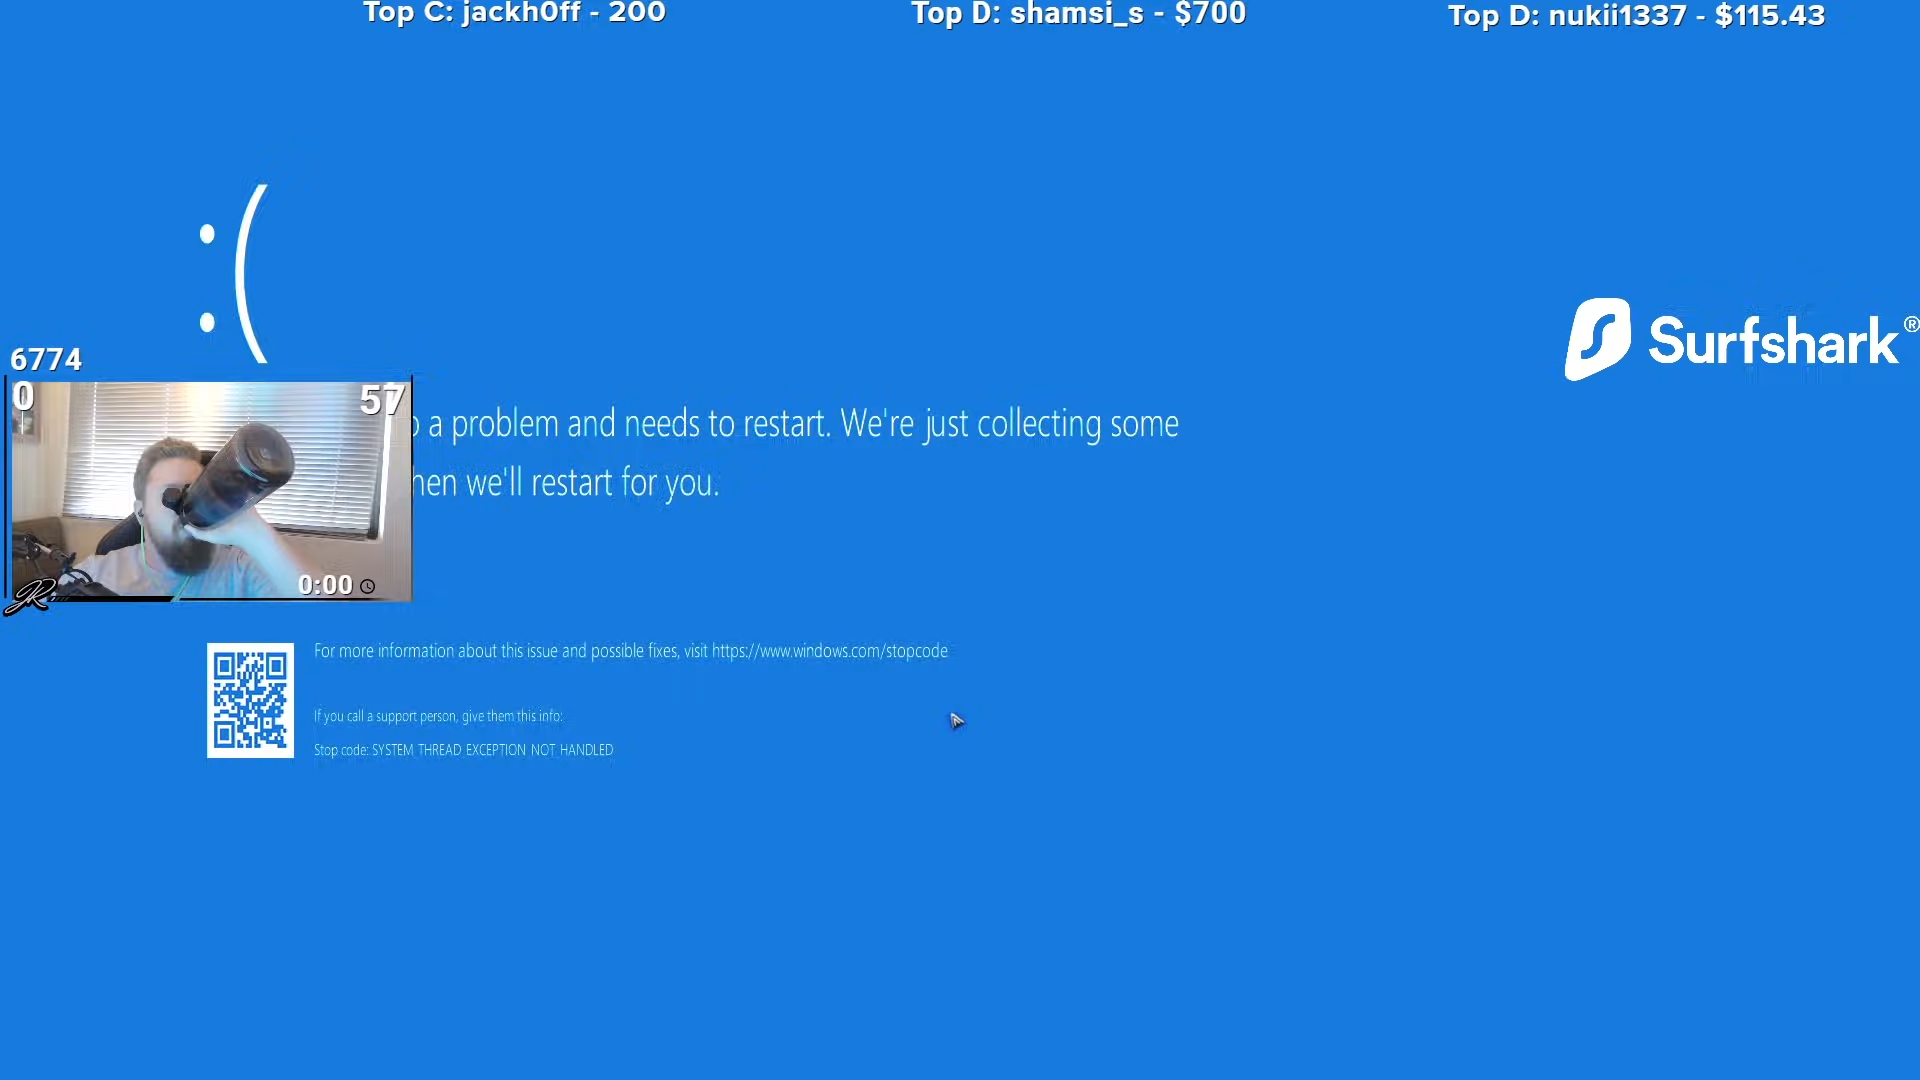 Top C: jackh0ff - 200
Top D: shamsi_s - $700
Top D: nukii1337 - $115.43
:(
Surfshark®
6774
0
57
a problem and needs to restart. We're just collecting some
we'll restart for you.
0:00
JR
For more information about this issue and possible fixes, visit https://www.windows.com/stopcode
If you call a support person, give them this info:
Stop code: SYSTEM THREAD EXCEPTION NOT HANDLED